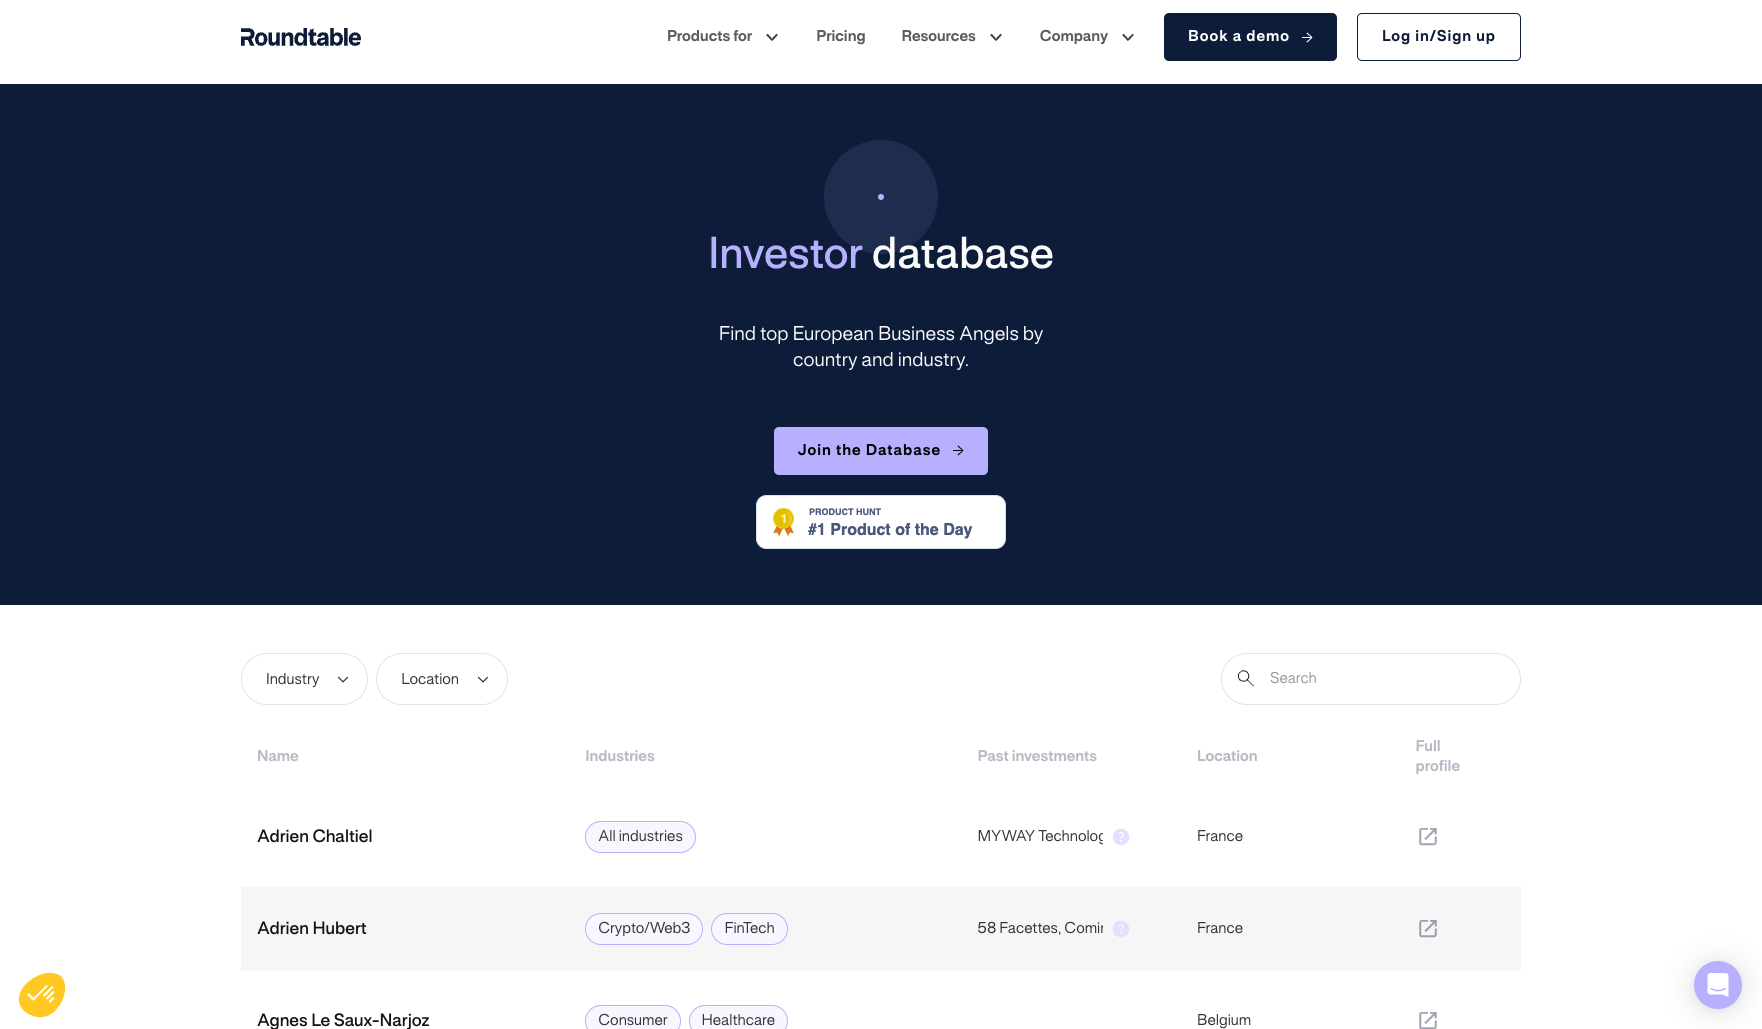 Roundtable
Products for
Pricing
Resources
Company
Book a demo
Log in/Sign up
Investor database
Find top European Business Angels by
country and industry.
Join the Database
1
PRODUCT HUNT
#1 Product of the Day
Industry
Location
Search
Name
Industries
Past investments
Location
Full
profile
Adrien Chaltiel
All industries
MYWAY Technolog
?
France
Adrien Hubert
Crypto/Web3
FinTech
58 Facettes, Comin
?
France
Agnes Le Saux-Narjoz
Consumer
Healthcare
Belgium